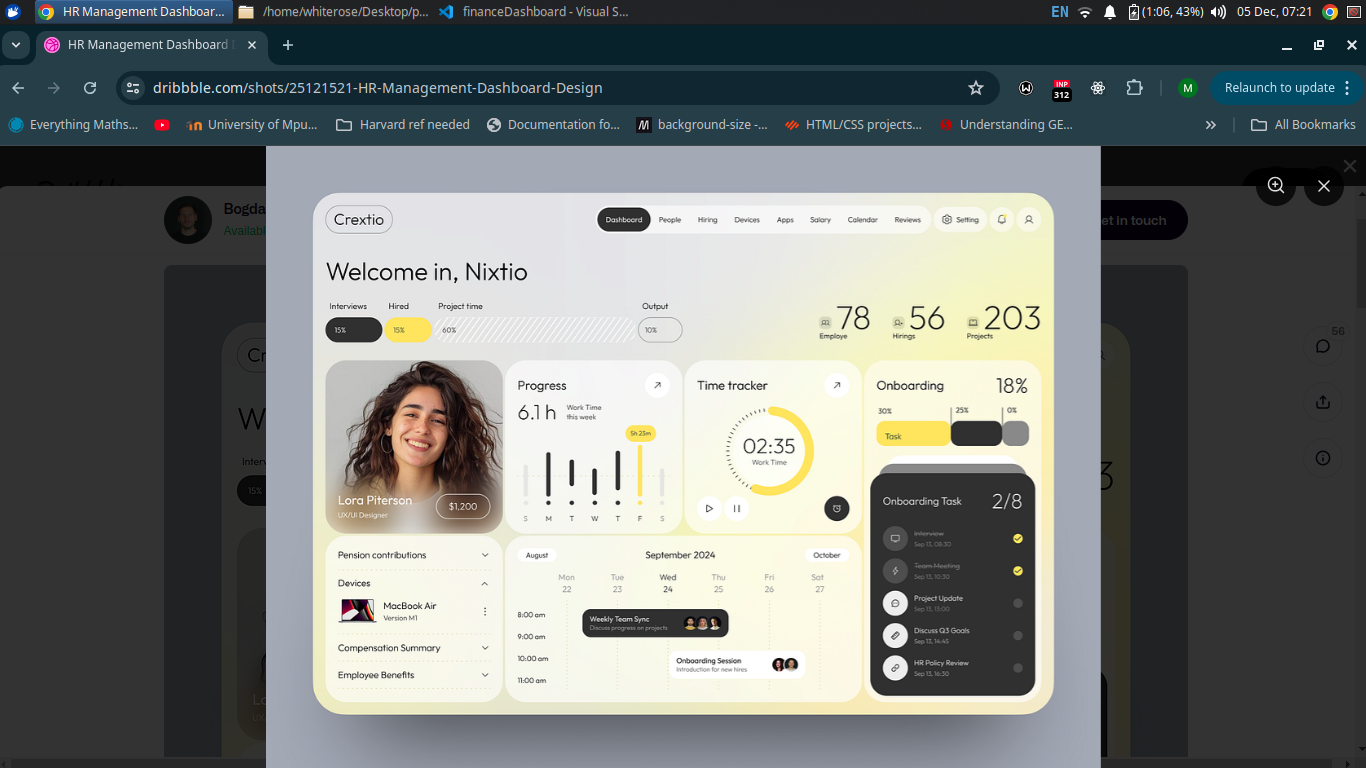 HR Management Dashboar...
/home/whiterose/Desktop/p...
financeDashboard - Visual S...
EN
(1:06, 43%)
05 Dec, 07:21
HR Management Dashboard
dribbble.com/shots/25121521-HR-Management-Dashboard-Design
INP
312
M
Relaunch to update
Everything Maths...
University of Mpu...
Harvard ref needed
Documentation fo...
background-size -...
HTML/CSS projects...
Understanding GE...
All Bookmarks
Bogda
Availab
et in touch
56
Crextio
Dashboard
People
Hiring
Devices
Apps
Salary
Calendar
Reviews
Setting
Welcome in, Nixtio
Interviews
Hired
Project time
Output
15%
15%
60%
10%
78
Employe
56
Hirings
203
Projects
Lora Piterson
UX/UI Designer
$1,200
Progress
6.1 h
Work Time
this week
5h 23m
S M T W T F S
Time tracker
02:35
Work Time
Onboarding
18%
30%
25%
0%
Task
Onboarding Task
2/8
Interview
Sep 13, 08:30
Team Meeting
Sep 13, 10:30
Project Update
Sep 13, 13:00
Discuss Q3 Goals
Sep 13, 14:45
HR Policy Review
Sep 13, 16:30
Pension contributions
Devices
MacBook Air
Version M1
Compensation Summary
Employee Benefits
August
September 2024
October
Mon Tue Wed Thu Fri Sat
22 23 24 25 26 27
8:00 am
9:00 am
10:00 am
11:00 am
Weekly Team Sync
Discuss progress on projects
Onboarding Session
Introduction for new hires